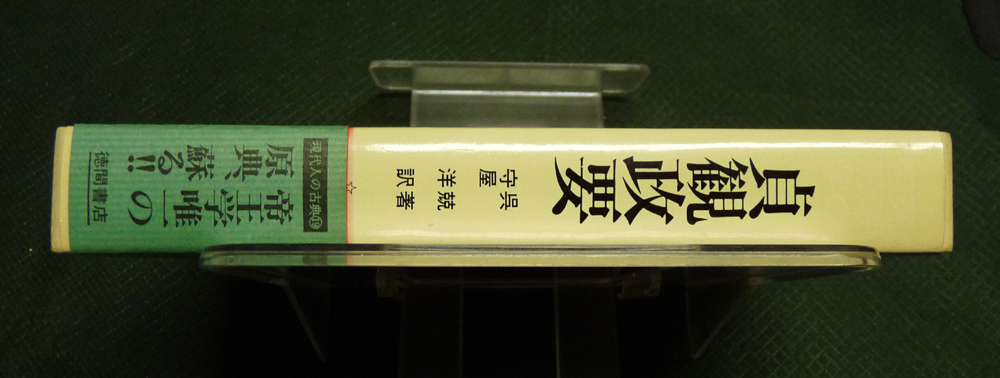 貞観政要
呉兢著
守屋洋訳
現代人の古典⑲
帝王学唯一の
原典蘇る!!
徳間書店